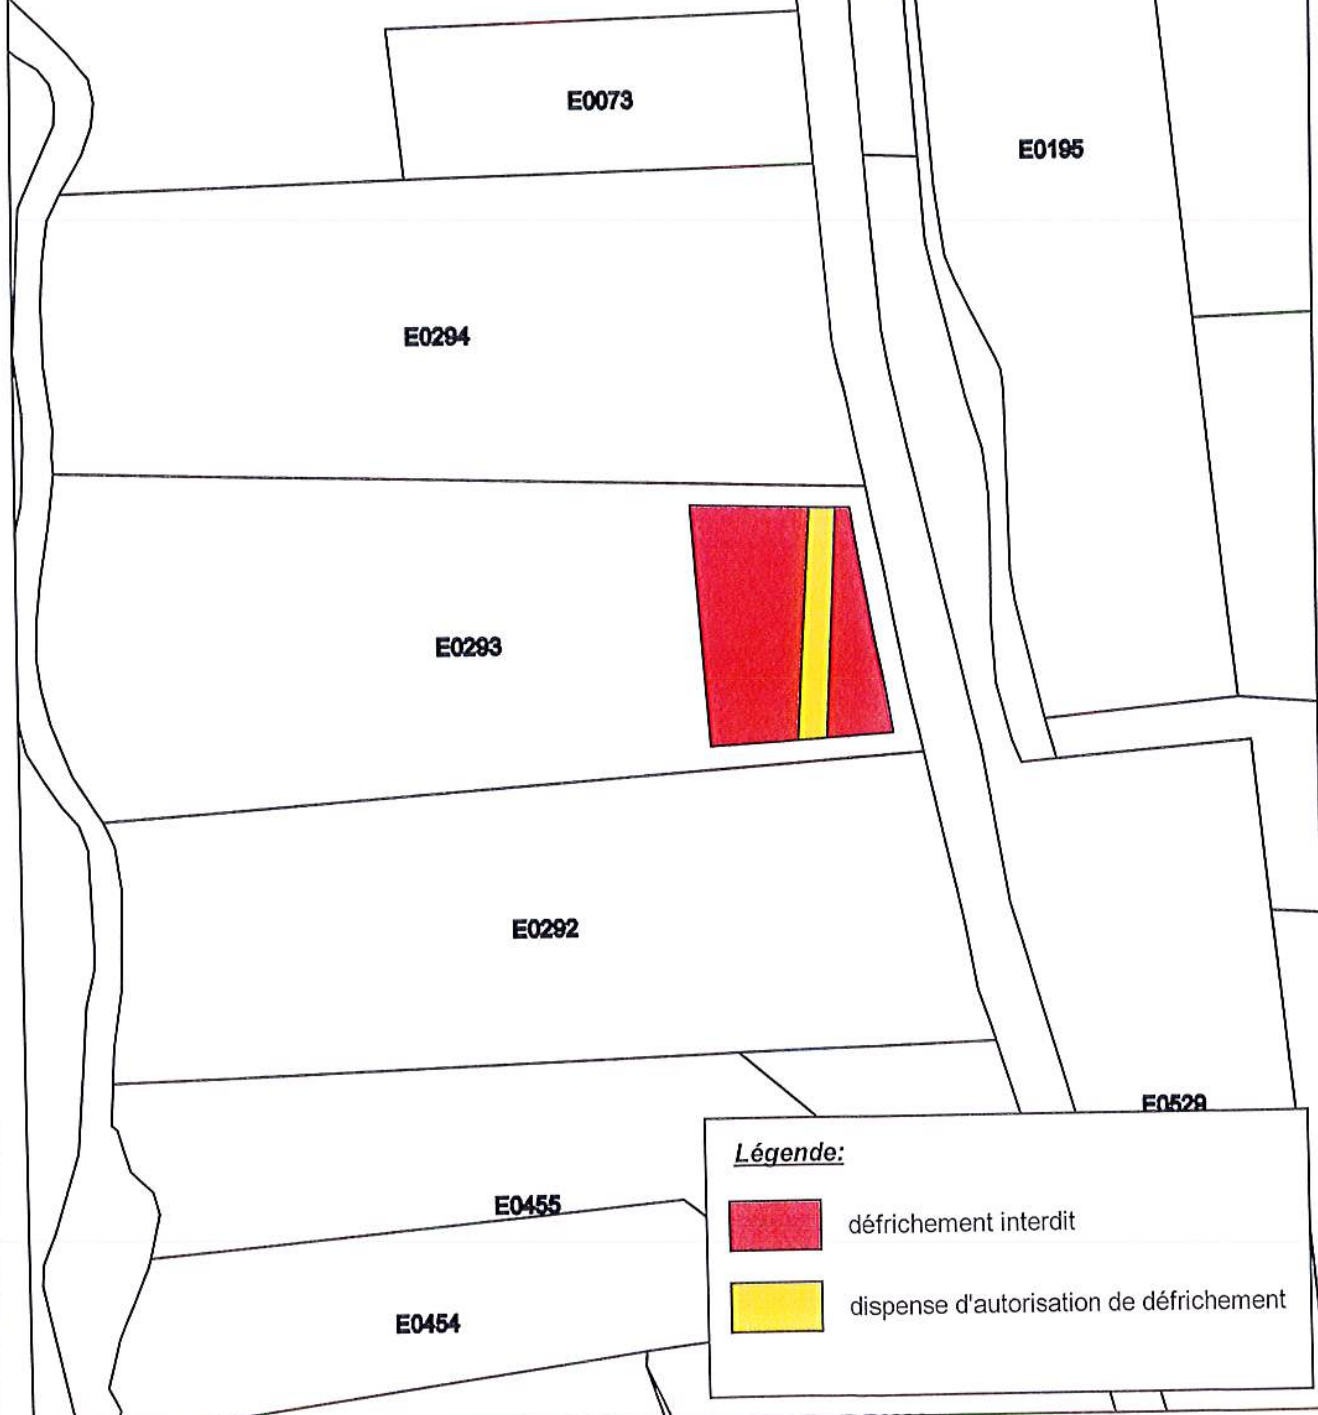 E0073
E0195
E0294
E0293
E0292
E0529
Légende:
E0455
défrichement interdit
dispense d'autorisation de défrichement
E0454